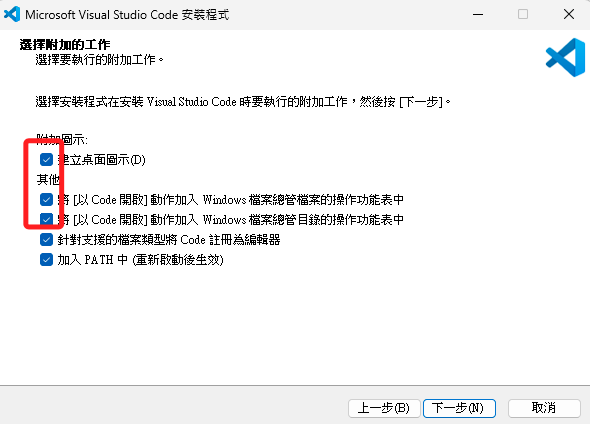 Microsoft Visual Studio Code 安裝程式
選擇附加的工作
選擇要執行的附加工作。
選擇安裝程式在安裝 Visual Studio Code 時要執行的附加工作，然後按 [下一步]。
附加圖示:
建立桌面圖示(D)
其他
將 [以 Code 開啟] 動作加入 Windows 檔案總管檔案的操作功能表中
將 [以 Code 開啟] 動作加入 Windows 檔案總管目錄的操作功能表中
針對支援的檔案類型將 Code 註冊為編輯器
加入 PATH 中 (重新啟動後生效)
上一步(B) 下一步(N) 取消